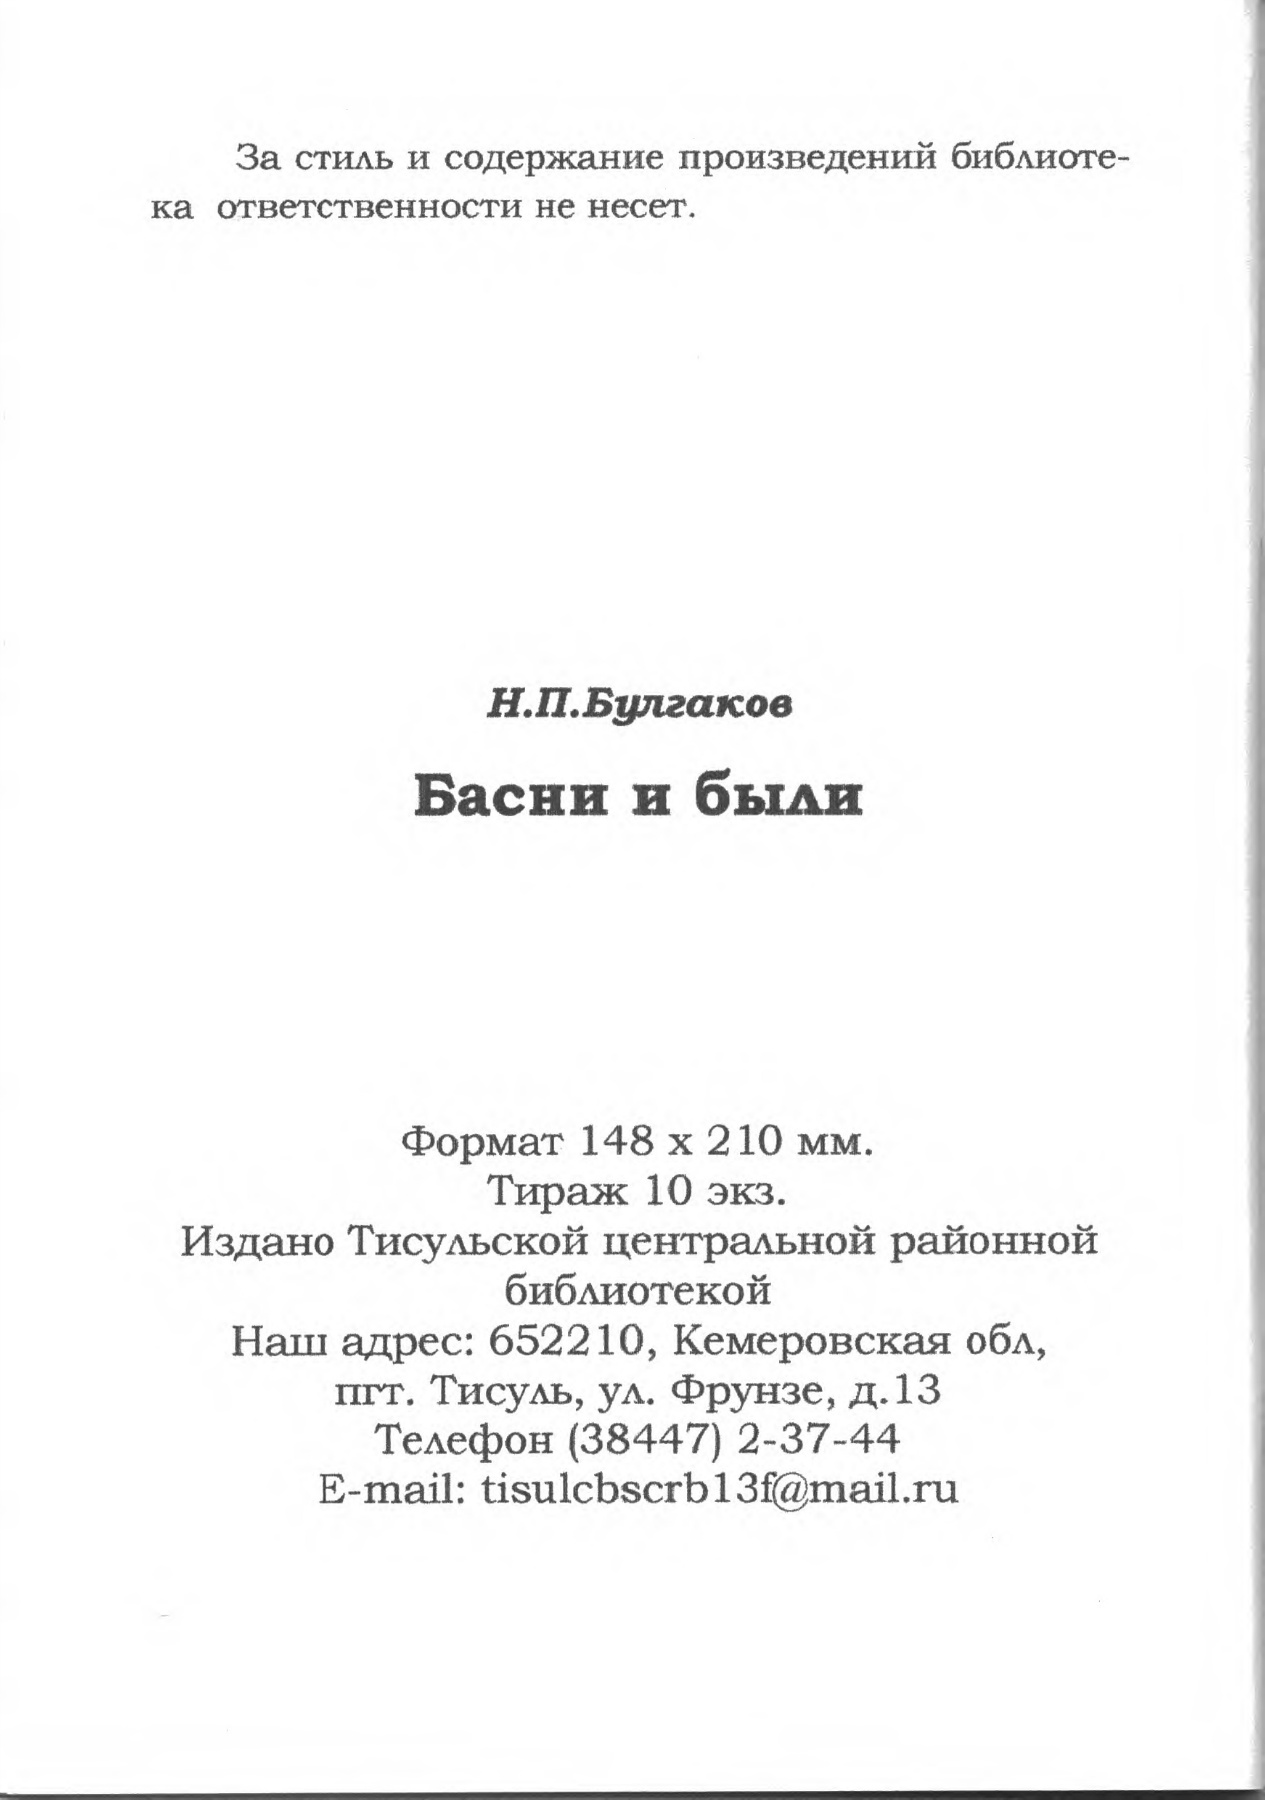 За стиль и содержание произведений библиоте-
ка ответственности не несет.
Н.П.Булгаков
Басни и были
Формат 148 х 210 мм.
Тираж 10 экз.
Издано Тисульской центральной районной
библиотекой
Наш адрес: 652210, Кемеровская обл,
пгт. Тисуль, ул. Фрунзе, д.13
Телефон (38447) 2-37-44
E-mail: tisulcbscrb13f@mail.ru